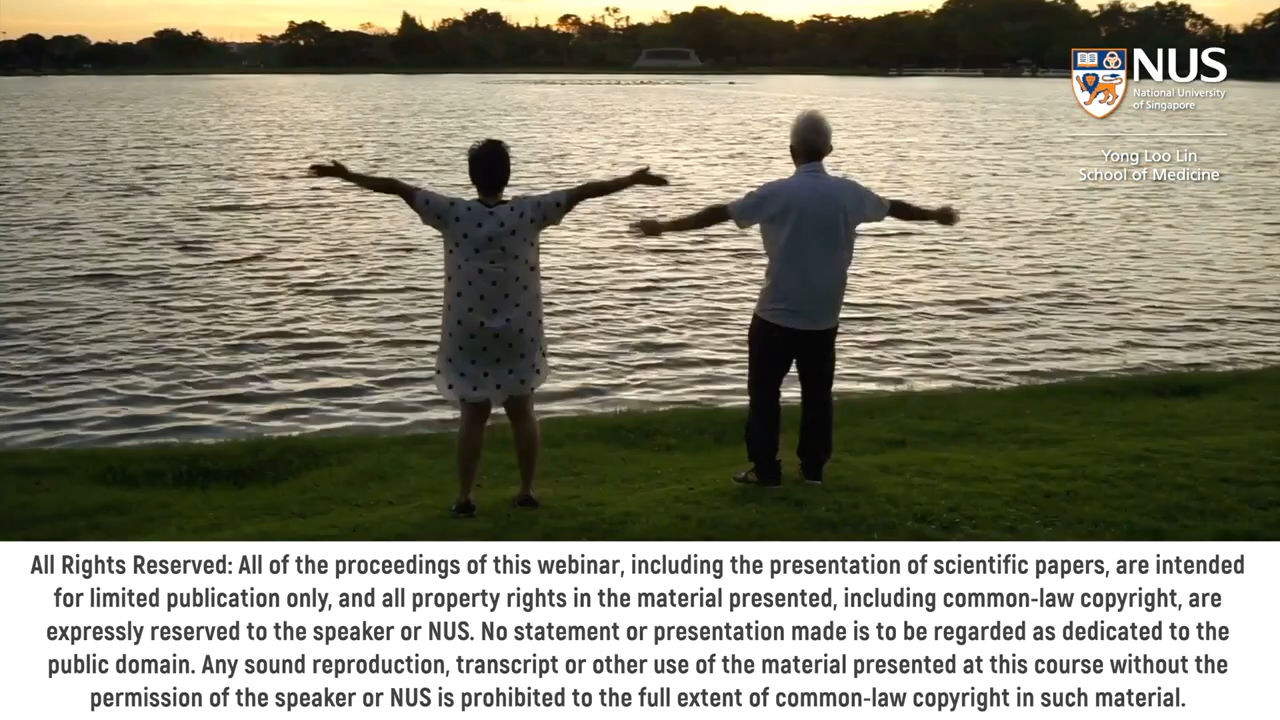 NUS
National University
of Singapore
Yong Loo Lin
School of Medicine
All Rights Reserved: All of the proceedings of this webinar, including the presentation of scientific papers, are intended
for limited publication only, and all property rights in the material presented, including common-law copyright, are
expressly reserved to the speaker or NUS. No statement or presentation made is to be regarded as dedicated to the
public domain. Any sound reproduction, transcript or other use of the material presented at this course without the
permission of the speaker or NUS is prohibited to the full extent of common-law copyright in such material.